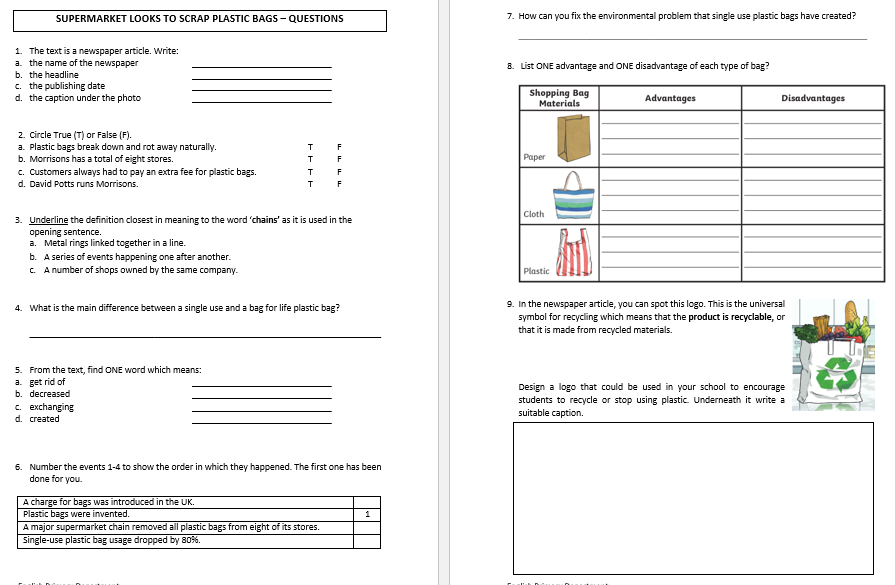 SUPERMARKET LOOKS TO SCRAP PLASTIC BAGS – QUESTIONS
1. The text is a newspaper article. Write:
a. the name of the newspaper
b. the headline
c. the publishing date
d. the caption under the photo
2. Circle True (T) or False (F).
a. Plastic bags break down and rot away naturally. T F
b. Morrisons has a total of eight stores. T F
c. Customers always had to pay an extra fee for plastic bags. T F
d. David Potts runs Morrisons. T F
3. Underline the definition closest in meaning to the word ‘chains’ as it is used in the
opening sentence.
a. Metal rings linked together in a line.
b. A series of events happening one after another.
c. A number of shops owned by the same company.
4. What is the main difference between a single use and a bag for life plastic bag?
5. From the text, find ONE word which means:
a. get rid of
b. decreased
c. exchanging
d. created
6. Number the events 1-4 to show the order in which they happened. The first one has been
done for you.
A charge for bags was introduced in the UK.
Plastic bags were invented. 1
A major supermarket chain removed all plastic bags from eight of its stores.
Single-use plastic bag usage dropped by 80%.
7. How can you fix the environmental problem that single use plastic bags have created?
8. List ONE advantage and ONE disadvantage of each type of bag?
Shopping Bag
Materials
Advantages
Disadvantages
Paper
Cloth
Plastic
9. In the newspaper article, you can spot this logo. This is the universal
symbol for recycling which means that the product is recyclable, or
that it is made from recycled materials.
Design a logo that could be used in your school to encourage
students to recycle or stop using plastic. Underneath it write a
suitable caption.